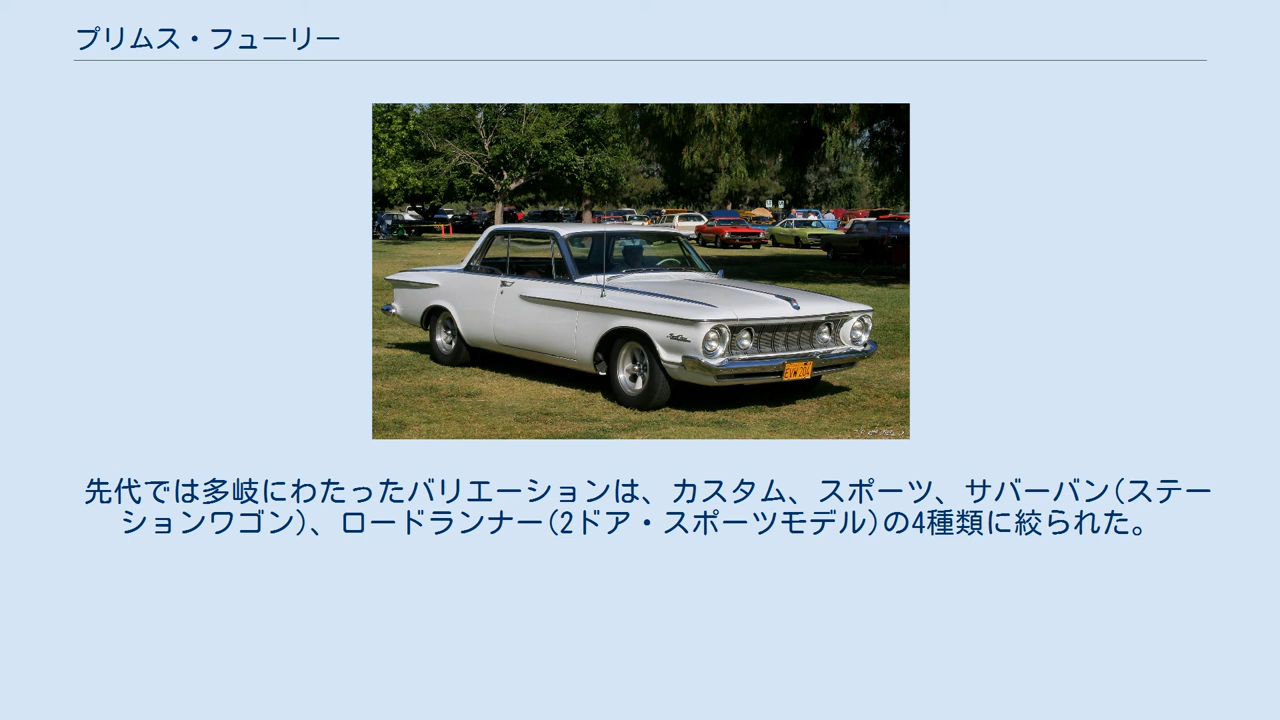 プリムス・フューリー
EVW 204
先代では多岐にわたったバリエーションは、カスタム、スポーツ、サバーバン(ステー
ションワゴン)、ロードランナー(2ドア・スポーツモデル)の4種類に絞られた。